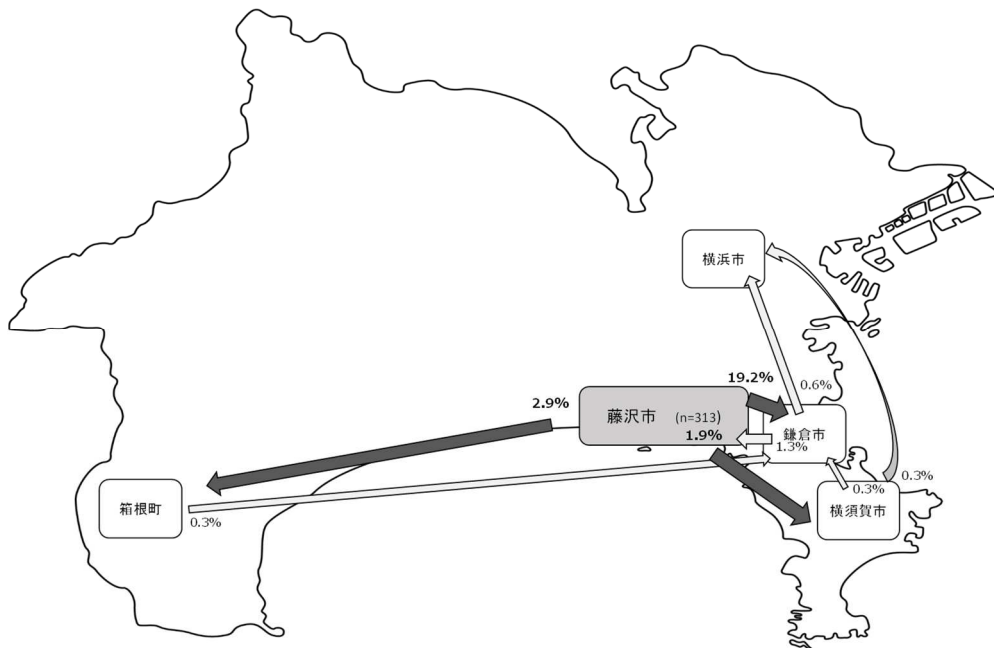 横浜市
19.2%
0.6%
2.9%
藤沢市 (n=313)
鎌倉市
1.9%
1.3%
箱根町
0.3%
0.3%
0.3%
横須賀市